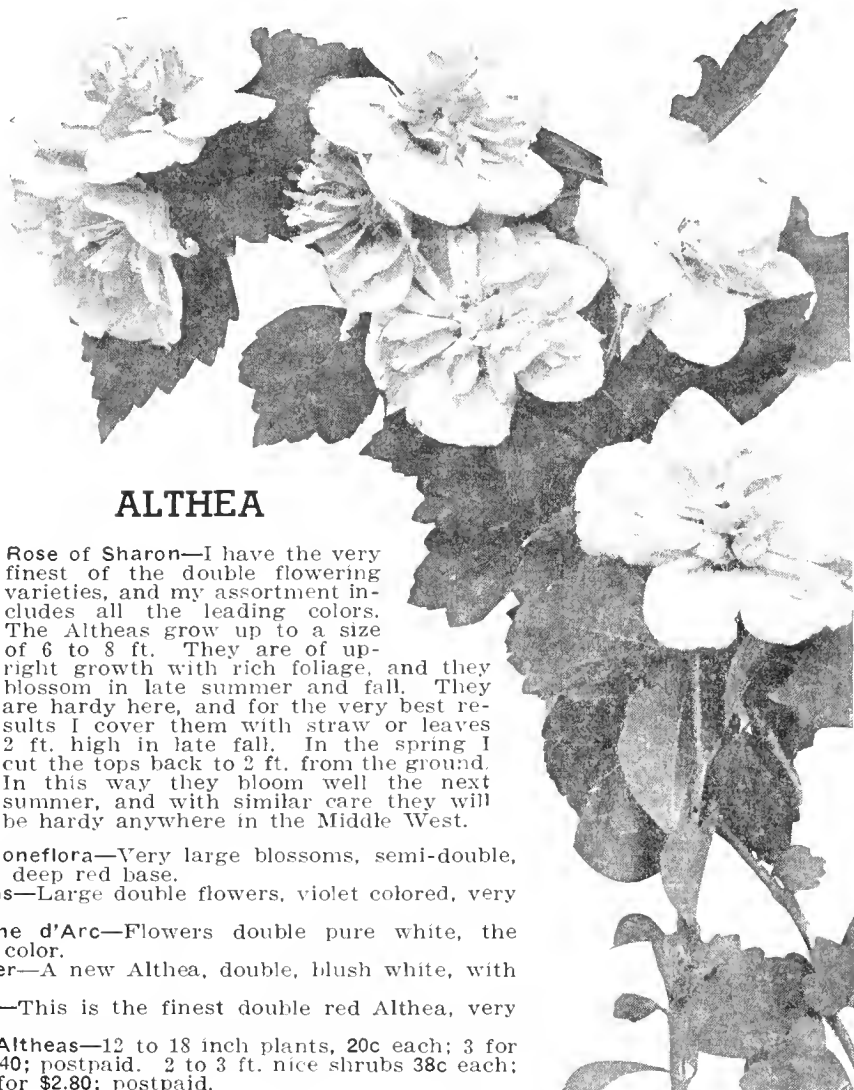 ALTHEA
Rose of Sharon—I have the very
finest of the double flowering
varieties, and my assortment in-
cludes all the leading colors.
The Altheas grow up to a size
of 6 to 8 ft. They are of up-
right growth with rich foliage, and they
blossom in late summer and fall. They
are hardy here, and for the very best re-
sults I cover them with straw or leaves
2 ft. high in late fall. In the spring I
cut the tops back to 2 ft. from the ground.
In this way they bloom well the next
summer, and with similar care they will
be hardy anywhere in the Middle West.
oneflora—Very large blossoms, semi-double,
deep red base.
s—Large double flowers, violet colored, very
ne d'Arc—Flowers double pure white, the
color.
er—A new Althea, double, blush white, with
—This is the finest double red Althea, very
Altheas—12 to 18 inch plants, 20c each; 3 for
40; postpaid. 2 to 3 ft. nice shrubs 38c each;
for $2.80; postpaid.